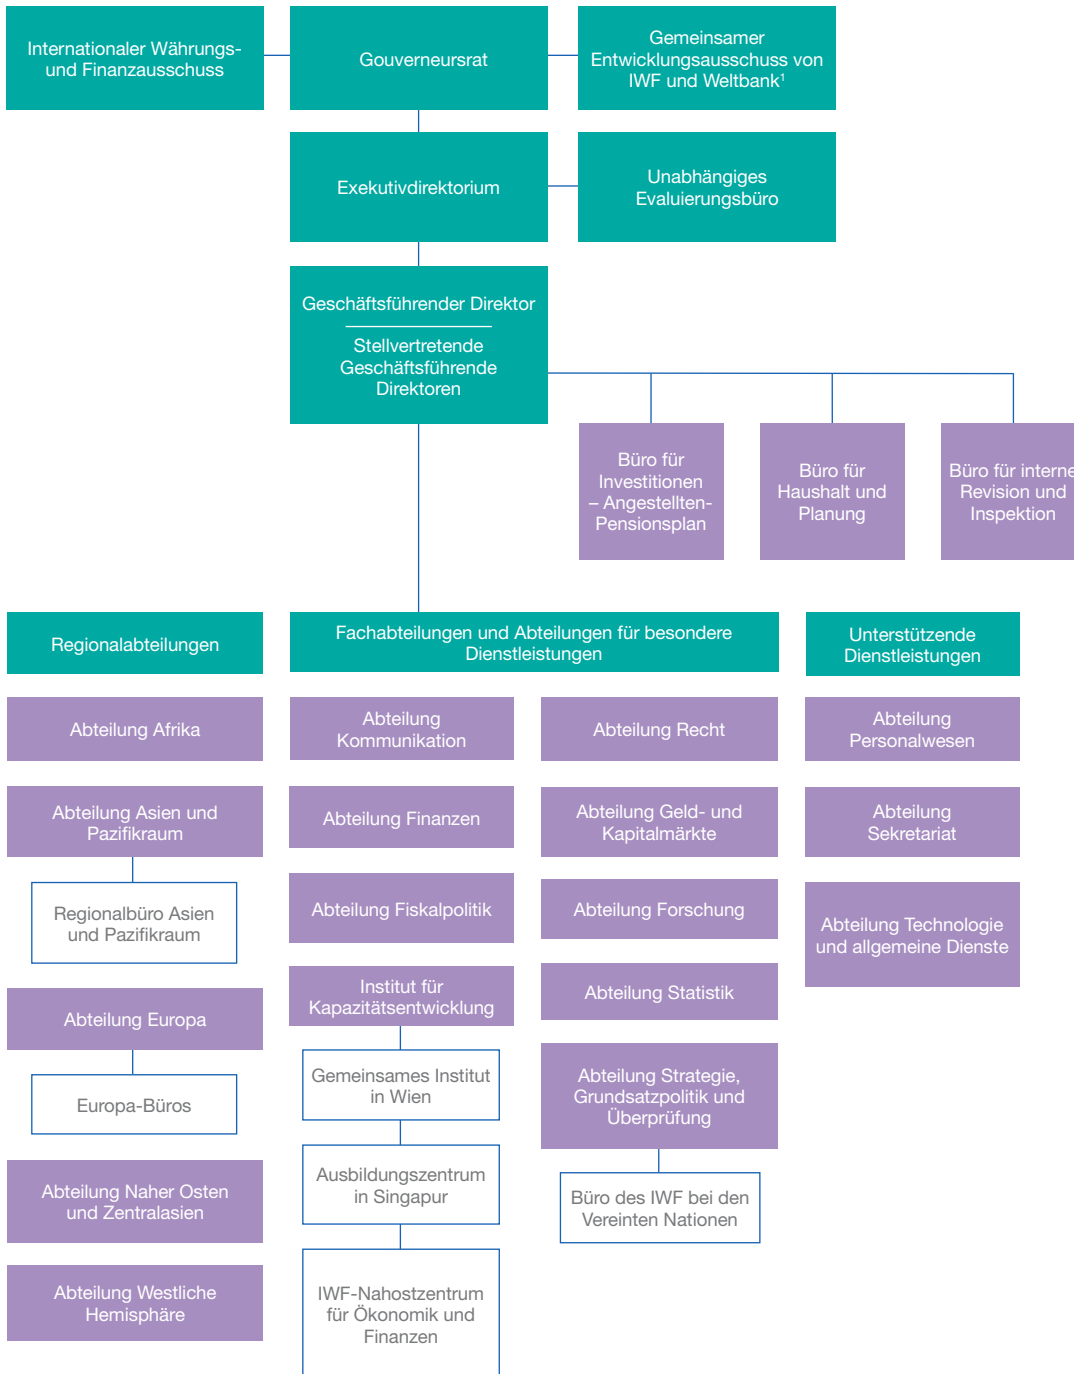 Internationaler Währungs-
und Finanzausschuss
Gouverneursrat
Gemeinsamer
Entwicklungsausschuss von
IWF und Weltbank¹
Exekutivdirektorium
Unabhängiges
Evaluierungsbüro
Geschäftsführender Direktor
Stellvertretende
Geschäftsführende
Direktoren
Büro für
Investitionen
– Angestellten-
Pensionsplan
Büro für
Haushalt und
Planung
Büro für interne
Revision und
Inspektion
Regionalabteilungen
Abteilung Afrika
Abteilung Asien und
Pazifikraum
Regionalbüro Asien
und Pazifikraum
Abteilung Europa
Europa-Büros
Abteilung Naher Osten
und Zentralasien
Abteilung Westliche
Hemisphäre
Fachabteilungen und Abteilungen für besondere
Dienstleistungen
Abteilung
Kommunikation
Abteilung Finanzen
Abteilung Fiskalpolitik
Institut für
Kapazitätsentwicklung
Gemeinsames Institut
in Wien
Ausbildungszentrum
in Singapur
IWF-Nahostzentrum
für Ökonomik und
Finanzen
Abteilung Recht
Abteilung Geld- und
Kapitalmärkte
Abteilung Forschung
Abteilung Statistik
Abteilung Strategie,
Grundsatzpolitik und
Überprüfung
Büro des IWF bei den
Vereinten Nationen
Unterstützende
Dienstleistungen
Abteilung
Personalwesen
Abteilung
Sekretariat
Abteilung Technologie
und allgemeine Dienste